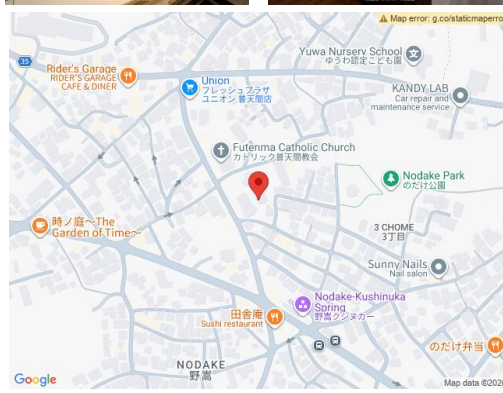 Map error: g.co/staticmaperro
Yuwa Nursery School
ゆうわ認定こども園
35
Rider's Garage
RIDER'S GARAGE
CAFE & DINER
Union
フレッシュプラザ
ユニオン 普天間店
KANDY LAB
Car repair and
maintenance service
Futenma Catholic Church
カトリック普天間教会
Nodake Park
のだけ公園
時ノ庭〜The
Garden of Time〜
3 CHOME
3丁目
Sunny Nails
Nail salon
Nodake-Kushinuka
Spring
野嵩クシヌカー
田舎庵
Sushi restaurant
のだけ弁当
NODAKE
野嵩
Google
Map data ©2026